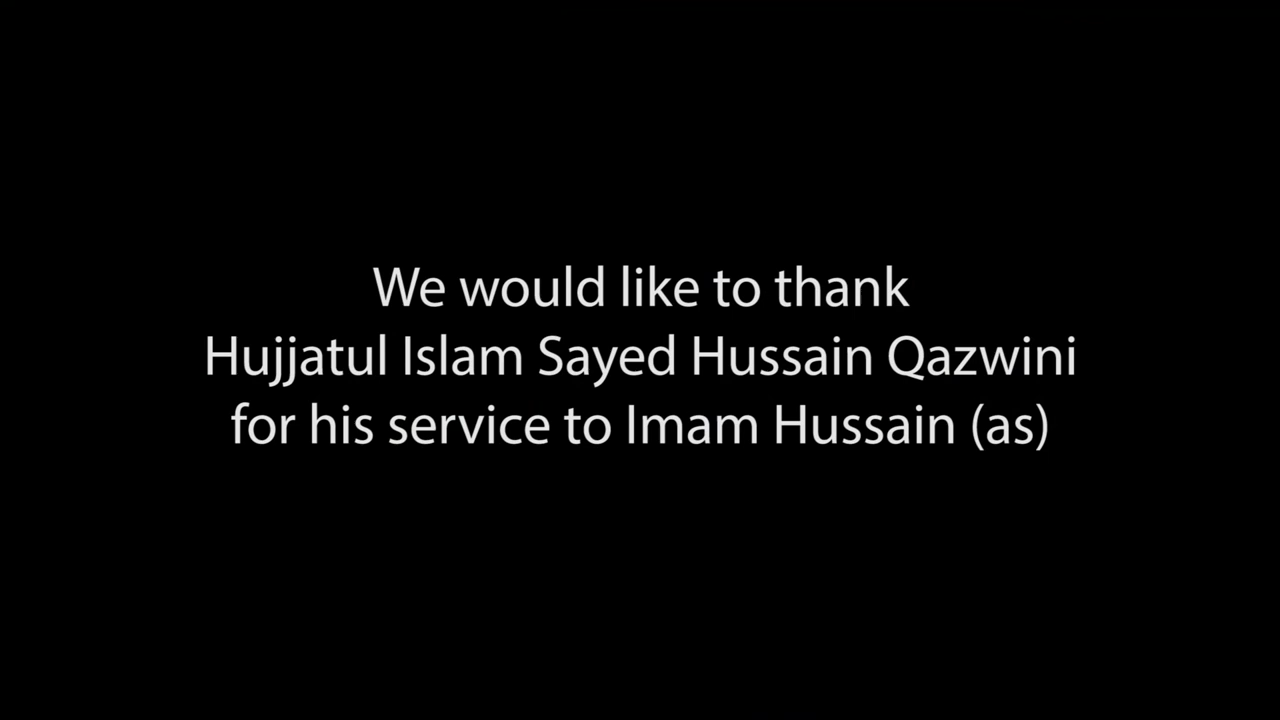 We would like to thank
Hujjatul Islam Sayed Hussain Qazwini
for his service to Imam Hussain (as)